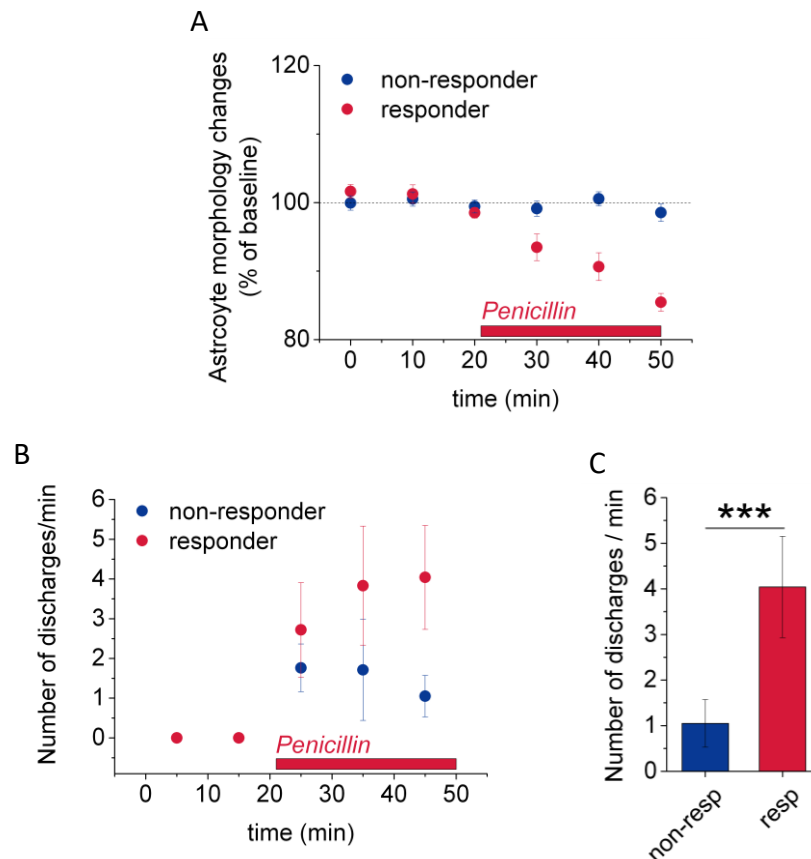 A
Astrcoyte morphology changes
(% of baseline)
120
100
80
non-responder
responder
Penicillin
0 10 20 30 40 50
time (min)
B
Number of discharges/min
6
5
4
3
2
1
0
non-responder
responder
Penicillin
0 10 20 30 40 50
time (min)
C
Number of discharges / min
6
5
4
3
2
1
0
***
non-resp
resp